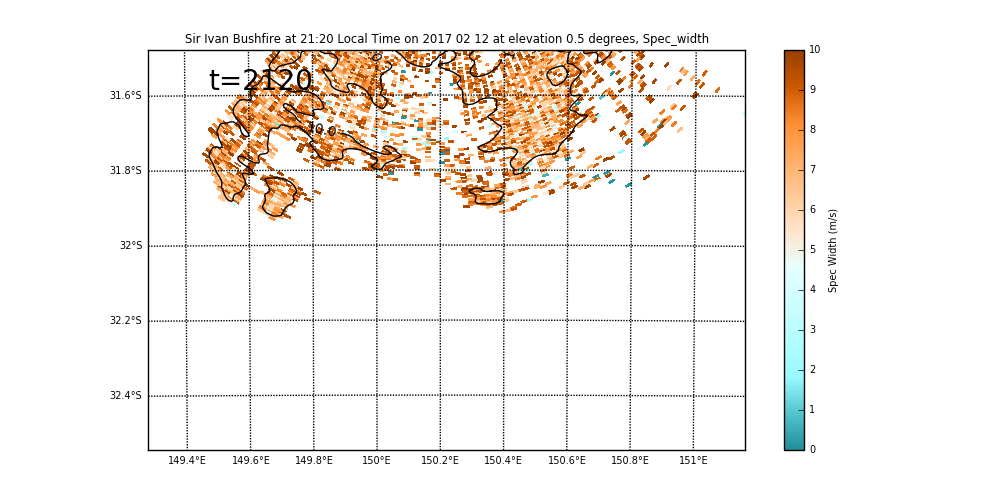 Sir Ivan Bushfire at 21:20 Local Time on 2017 02 12 at elevation 0.5 degrees, Spec_width
t=2120
10.0
31.6°S
31.8°S
32°S
32.2°S
32.4°S
149.4°E 149.6°E 149.8°E 150°E 150.2°E 150.4°E 150.6°E 150.8°E 151°E
10
9
8
7
6
5
4
3
2
1
0
Spec Width (m/s)